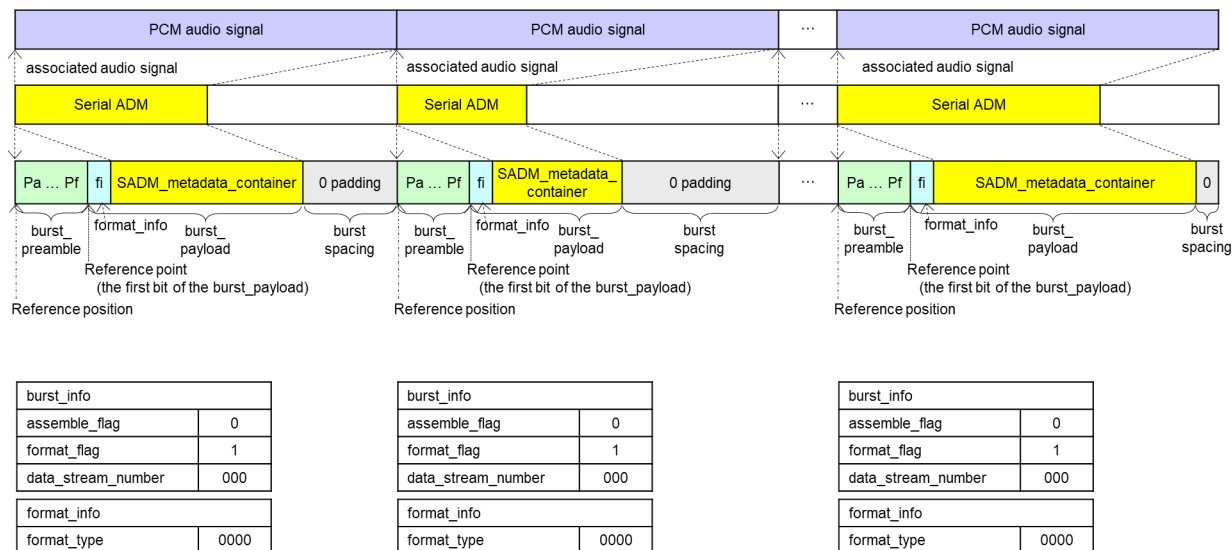 PCM audio signal PCM audio signal ... PCM audio signal
associated audio signal associated audio signal associated audio signal
Serial ADM Serial ADM ... Serial ADM
Pa ... Pf fi SADM_metadata_container 0 padding Pa ... Pf fi SADM_metadata_ container 0 padding ... Pa ... Pf fi SADM_metadata_container 0
burst_ preamble format_info burst_ payload burst spacing burst_ preamble format_info burst_ payload burst spacing burst_ preamble format_info burst_ payload burst spacing
Reference point Reference point Reference point
(the first bit of the burst_payload) (the first bit of the burst_payload) (the first bit of the burst_payload)
Reference position Reference position Reference position
burst_info burst_info burst_info
assemble_flag 0 assemble_flag 0 assemble_flag 0
format_flag 1 format_flag 1 format_flag 1
data_stream_number 000 data_stream_number 000 data_stream_number 000
format_info format_info format_info
format_type 0000 format_type 0000 format_type 0000